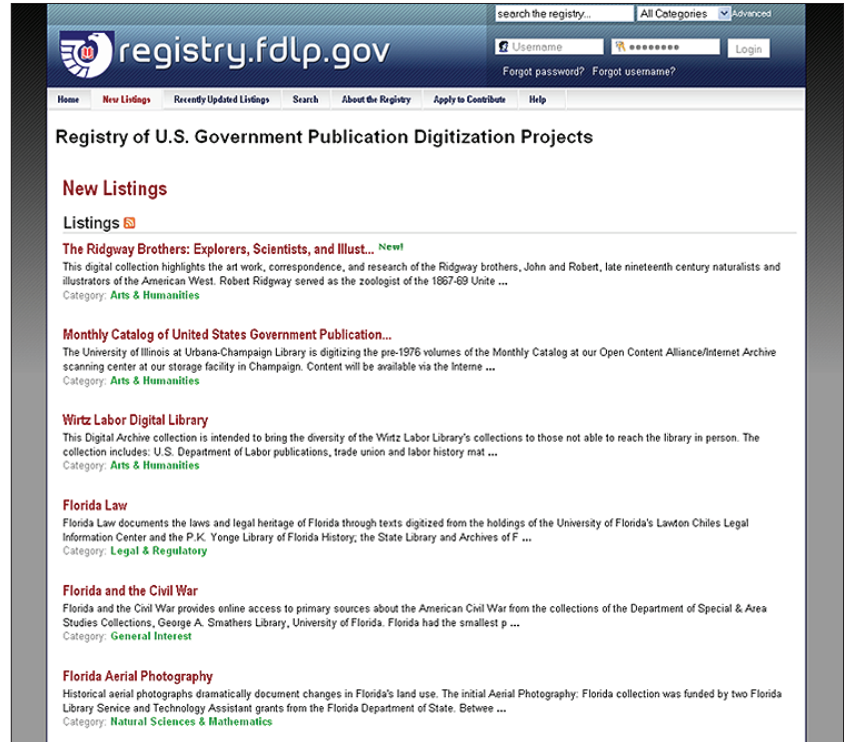 search the registry... All Categories Advanced
registry.fdlp.gov
Username ●●●●●●●● Login
Forgot password? Forgot username?
Home New Listings Recently Updated Listings Search About the Registry Apply to Contribute Help
Registry of U.S. Government Publication Digitization Projects
New Listings
Listings
The Ridgway Brothers: Explorers, Scientists, and Illust... New!
This digital collection highlights the art work, correspondence, and research of the Ridgway brothers, John and Robert, late nineteenth century naturalists and
illustrators of the American West. Robert Ridgway served as the zoologist of the 1867-69 Unite ...
Category: Arts & Humanities
Monthly Catalog of United States Government Publication...
The University of Illinois at Urbana-Champaign Library is digitizing the pre-1976 volumes of the Monthly Catalog at our Open Content Alliance/Internet Archive
scanning center at our storage facility in Champaign. Content will be available via the Interne ...
Category: Arts & Humanities
Wirtz Labor Digital Library
This Digital Archive collection is intended to bring the diversity of the Wirtz Labor Library's collections to those not able to reach the library in person. The
collection includes: U.S. Department of Labor publications, trade union and labor history mat ...
Category: Arts & Humanities
Florida Law
Florida Law documents the laws and legal heritage of Florida through texts digitized from the holdings of the University of Florida's Lawton Chiles Legal
Information Center and the P.K. Yonge Library of Florida History; the State Library and Archives of F ...
Category: Legal & Regulatory
Florida and the Civil War
Florida and the Civil War provides online access to primary sources about the American Civil War from the collections of the Department of Special & Area
Studies Collections, George A. Smathers Library, University of Florida. Florida had the smallest p ...
Category: General Interest
Florida Aerial Photography
Historical aerial photographs dramatically document changes in Florida's land use. The initial Aerial Photography: Florida collection was funded by two Florida
Library Service and Technology Assistant grants from the Florida Department of State. Betwee ...
Category: Natural Sciences & Mathematics